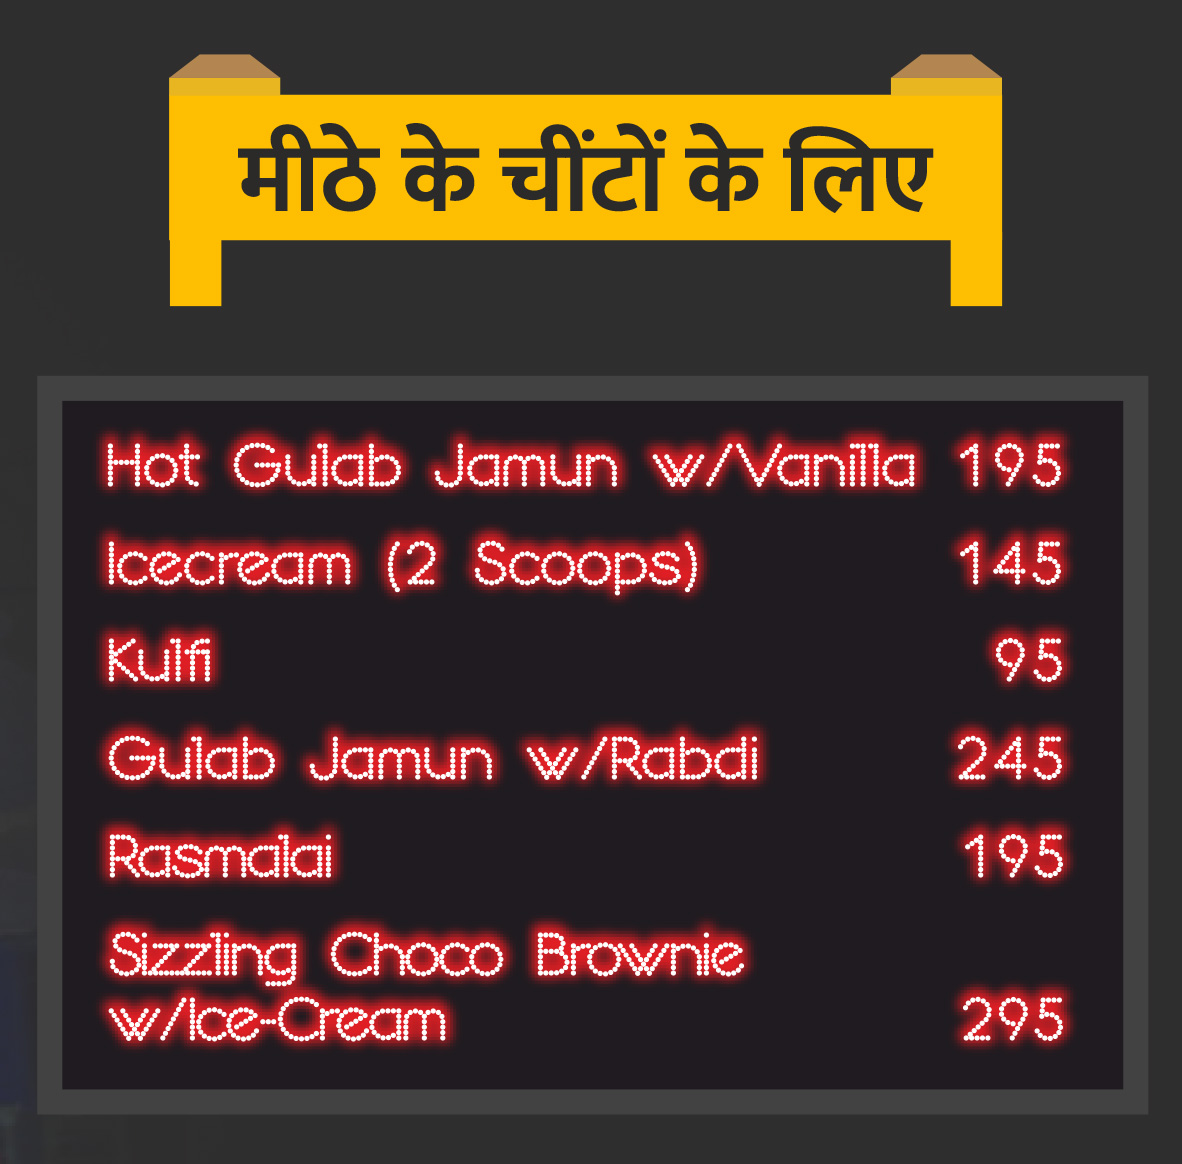 मीठे के चींटों के लिए
Hot Gulab Jamun w/Vanilla 195
Icecream (2 Scoops) 145
Kulfi 95
Gulab Jamun w/Rabdi 245
Rasmalai 195
Sizzling Choco Brownie
w/Ice-Cream 295